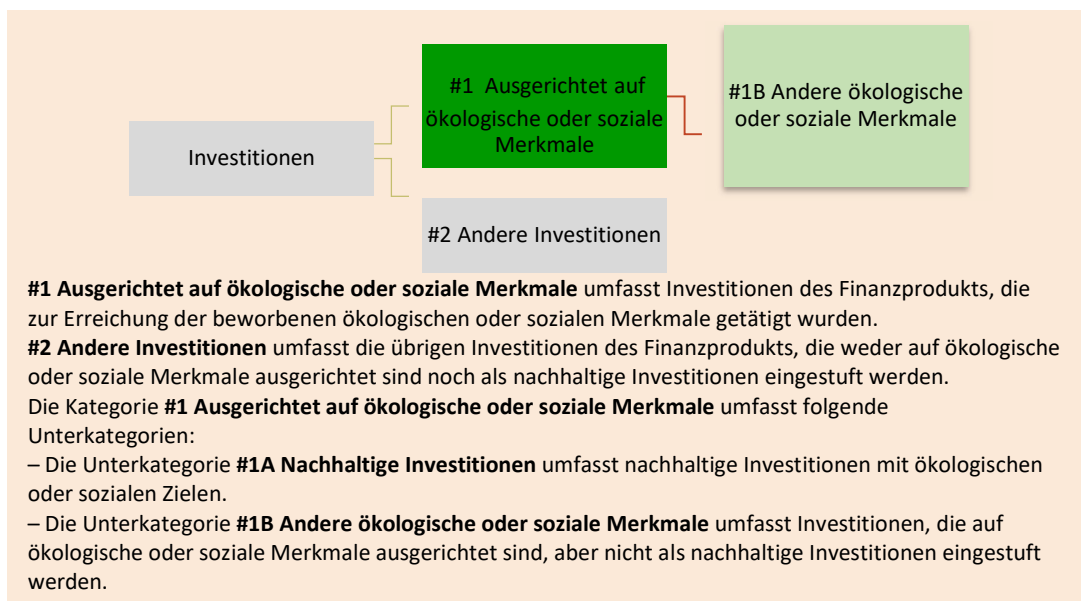 #1 Ausgerichtet auf
ökologische oder soziale
Merkmale
#1B Andere ökologische
oder soziale Merkmale
Investitionen
#2 Andere Investitionen
#1 Ausgerichtet auf ökologische oder soziale Merkmale umfasst Investitionen des Finanzprodukts, die
zur Erreichung der beworbenen ökologischen oder sozialen Merkmale getätigt wurden.
#2 Andere Investitionen umfasst die übrigen Investitionen des Finanzprodukts, die weder auf ökologische
oder soziale Merkmale ausgerichtet sind noch als nachhaltige Investitionen eingestuft werden.
Die Kategorie #1 Ausgerichtet auf ökologische oder soziale Merkmale umfasst folgende
Unterkategorien:
– Die Unterkategorie #1A Nachhaltige Investitionen umfasst nachhaltige Investitionen mit ökologischen
oder sozialen Zielen.
– Die Unterkategorie #1B Andere ökologische oder soziale Merkmale umfasst Investitionen, die auf
ökologische oder soziale Merkmale ausgerichtet sind, aber nicht als nachhaltige Investitionen eingestuft
werden.